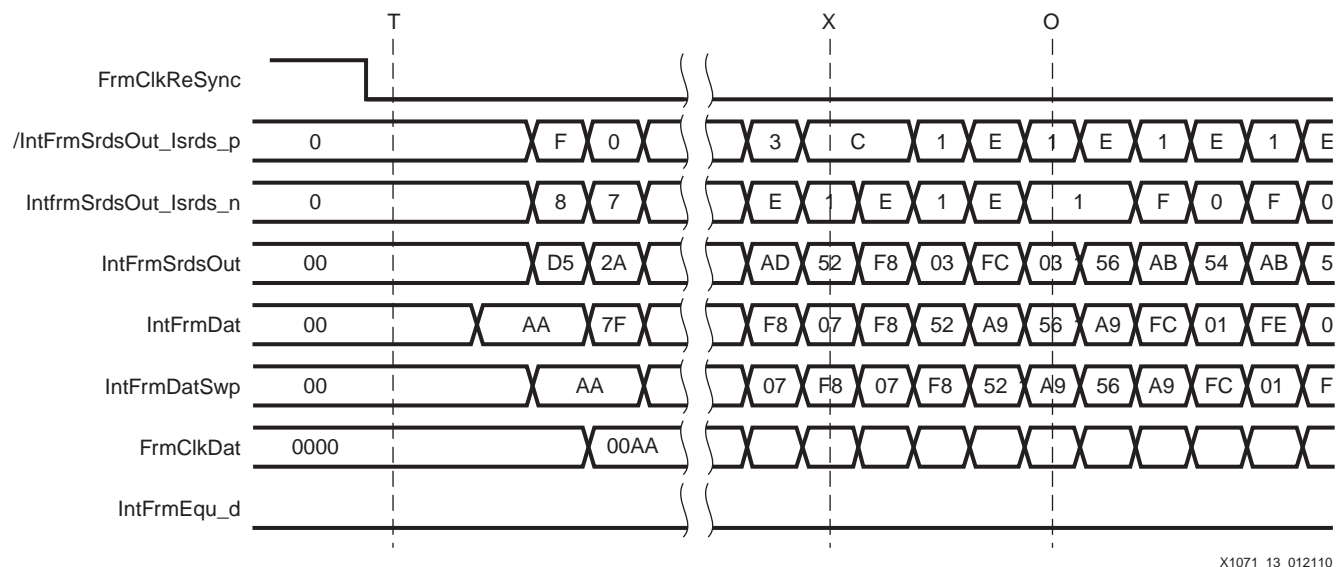 T X O
FrmClkReSync
/IntFrmSrdsOut_Isrds_p 0 F 0 3 C 1 E 1 E 1 E 1 E
IntfrmSrdsOut_Isrds_n 0 8 7 E 1 E 1 E 1 F 0 F 0
IntFrmSrdsOut 00 D5 2A AD 52 F8 03 FC 03 56 AB 54 AB 5
IntFrmDat 00 AA 7F F8 07 F8 52 A9 56 A9 FC 01 FE 0
IntFrmDatSwp 00 AA 07 F8 07 F8 52 A9 56 A9 FC 01 F
FrmClkDat 0000 00AA
IntFrmEqu_d
X1071_13_012110